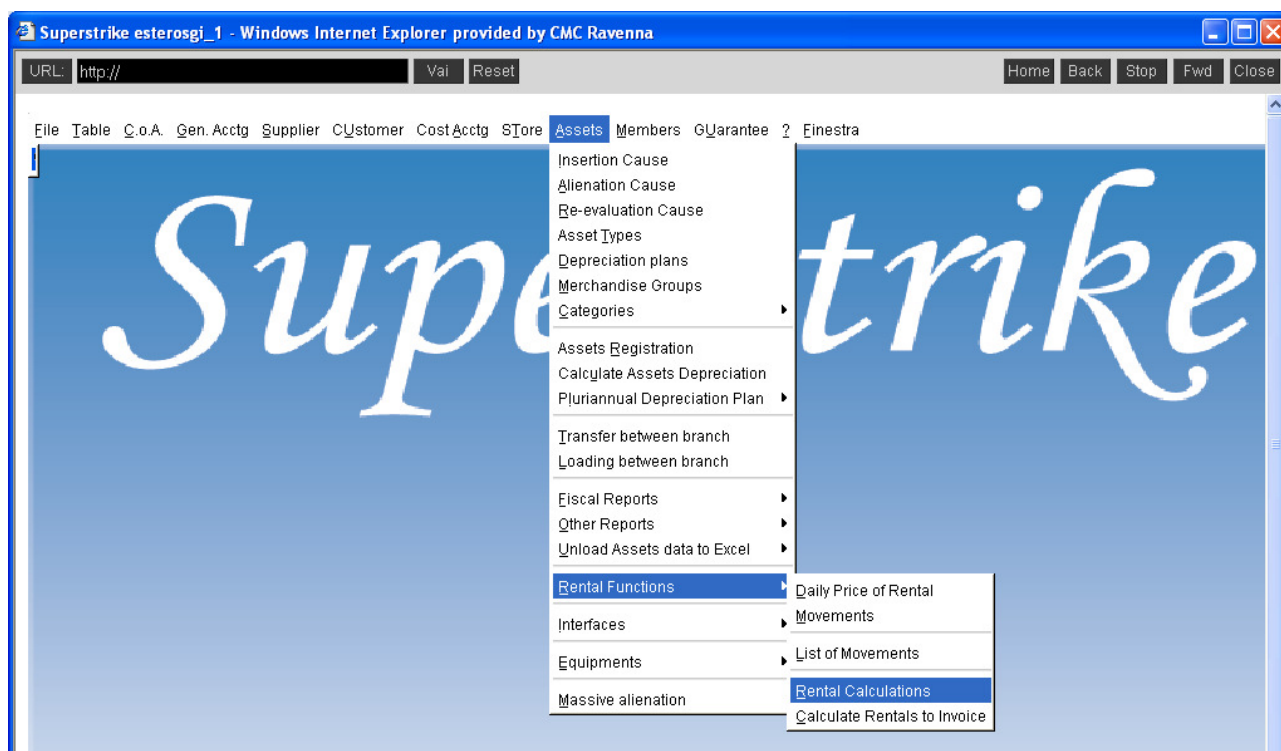 Superstrike esterosgi_1 - Windows Internet Explorer provided by CMC Ravenna
URL: http:// Vai Reset Home Back Stop Fwd Close
File Table C.o.A. Gen. Acctg Supplier CUstomer Cost Acctg STore Assets Members GUarantee ? Finestra
Supe trike
Insertion Cause
Alienation Cause
Re-evaluation Cause
Asset Types
Depreciation plans
Merchandise Groups
Categories
Assets Registration
Calculate Assets Depreciation
Pluriannual Depreciation Plan
Transfer between branch
Loading between branch
Fiscal Reports
Other Reports
Unload Assets data to Excel
Rental Functions
Interfaces
Equipments
Massive alienation
Daily Price of Rental
Movements
List of Movements
Rental Calculations
Calculate Rentals to Invoice